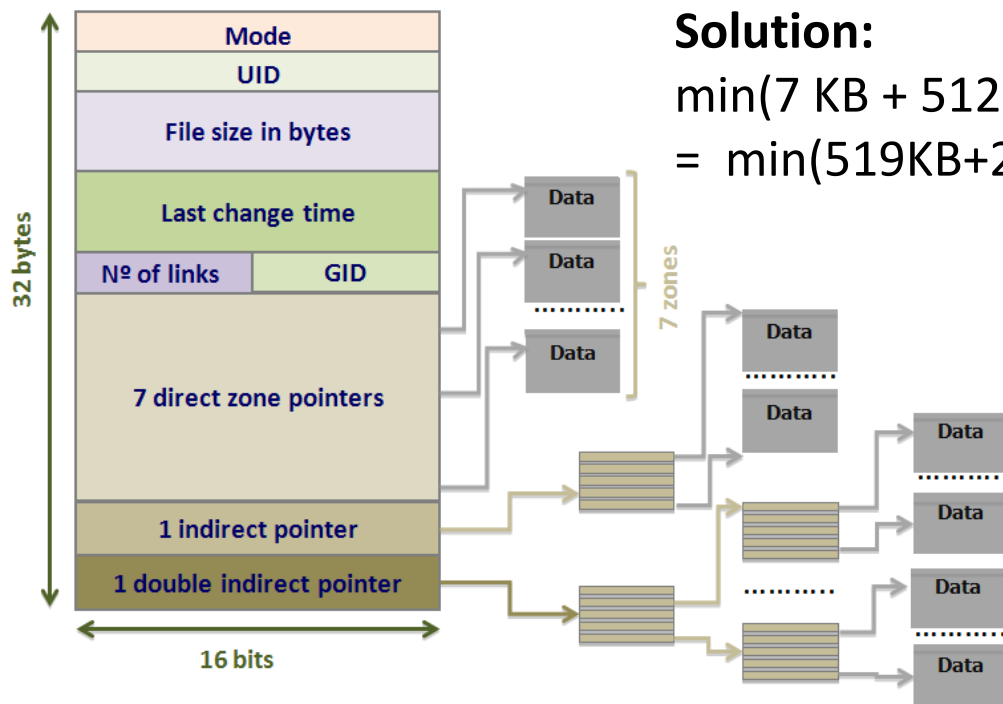 Solution:
min(7 KB + 512
= min(519KB+2
Mode
UID
File size in bytes
Last change time
Nº of links
GID
7 direct zone pointers
1 indirect pointer
1 double indirect pointer
32 bytes
16 bits
Data
Data
...........
Data
7 zones
Data
...........
Data
Data
...........
Data
...........
Data
...........
Data